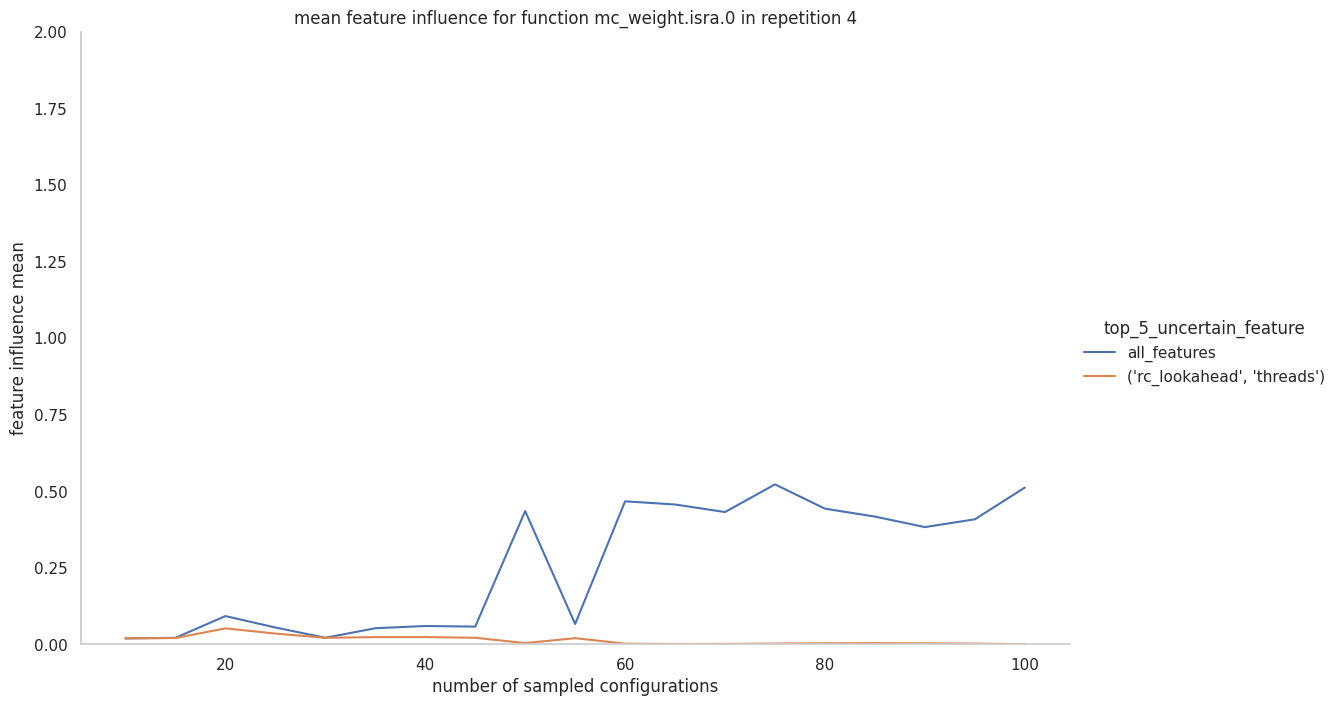 mean feature influence for function mc_weight.isra.0 in repetition 4
2.00
1.75
1.50
1.25
1.00
0.75
0.50
0.25
0.00
feature influence mean
20
40
60
80
100
number of sampled configurations
top_5_uncertain_feature
all_features
('rc_lookahead', 'threads')